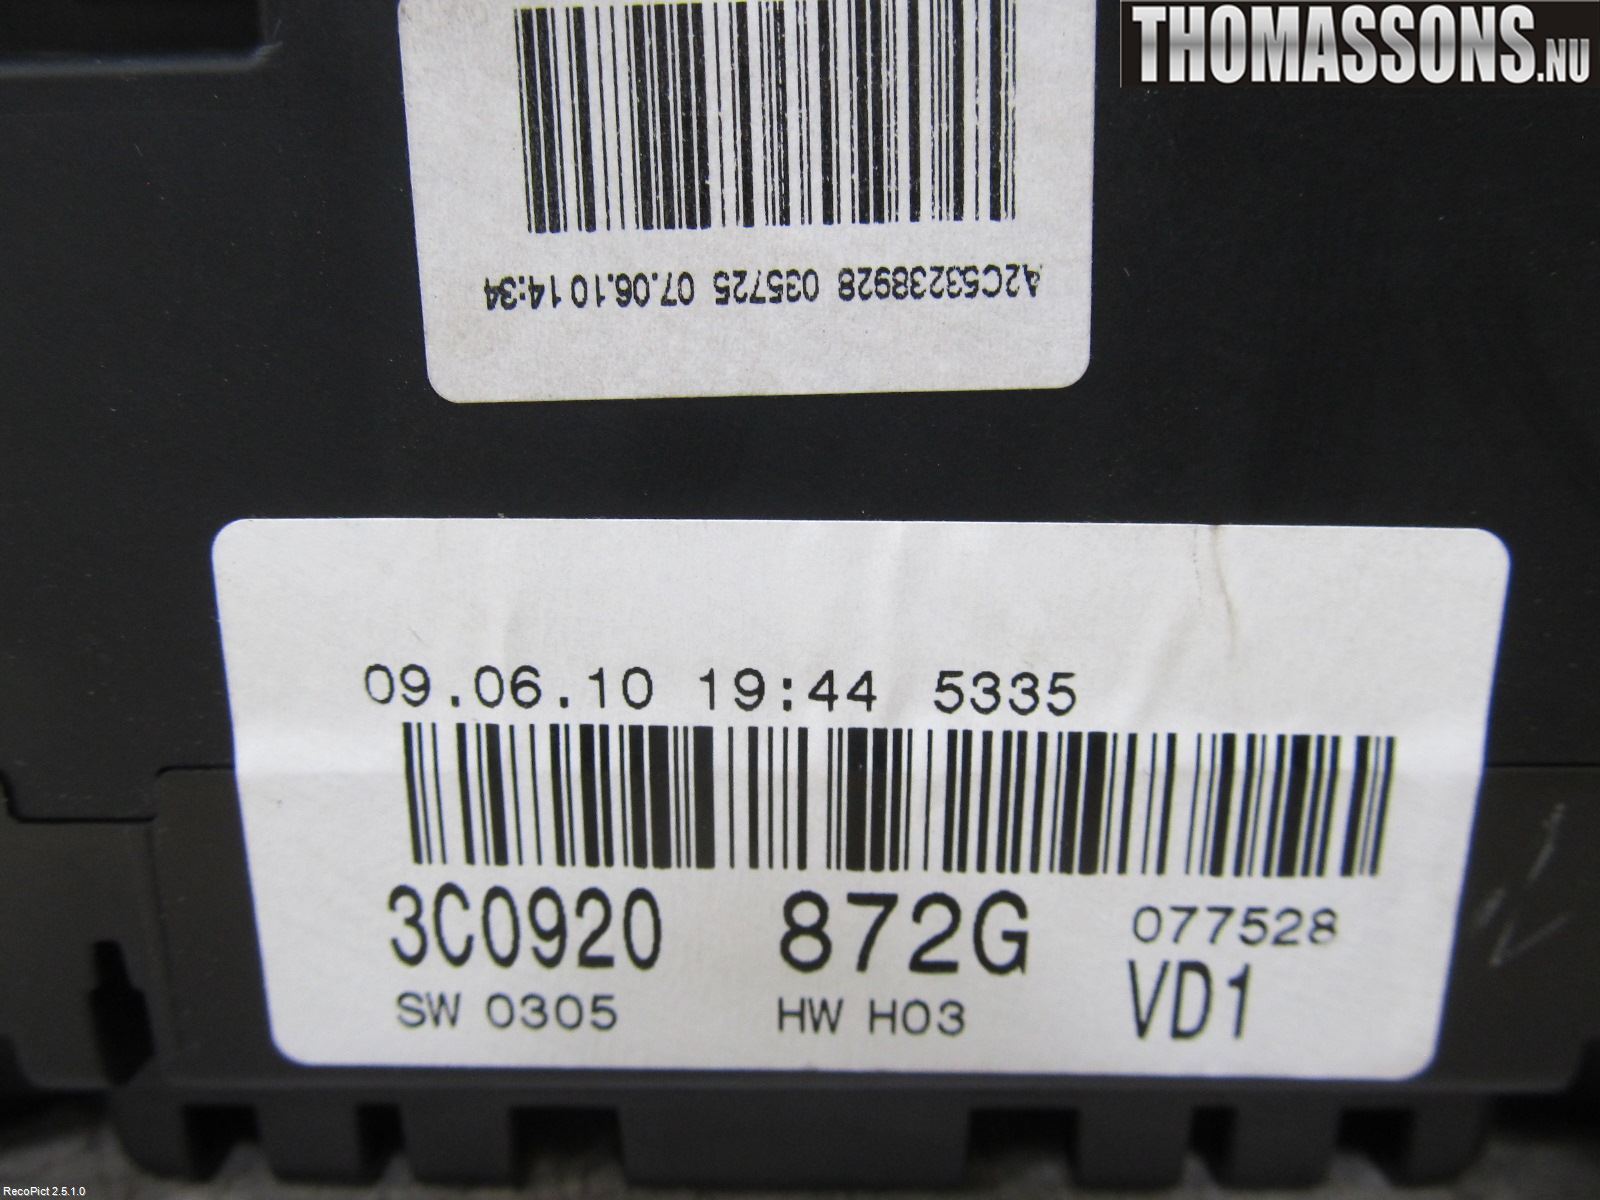 THOMASSONS.NU
A2C53238928 035725 07.06.10 14:34
09.06.10 19:44 5335
3C0920 872G 077528
SW 0305 HW H03 VD1
RecoPict 2.5.1.0